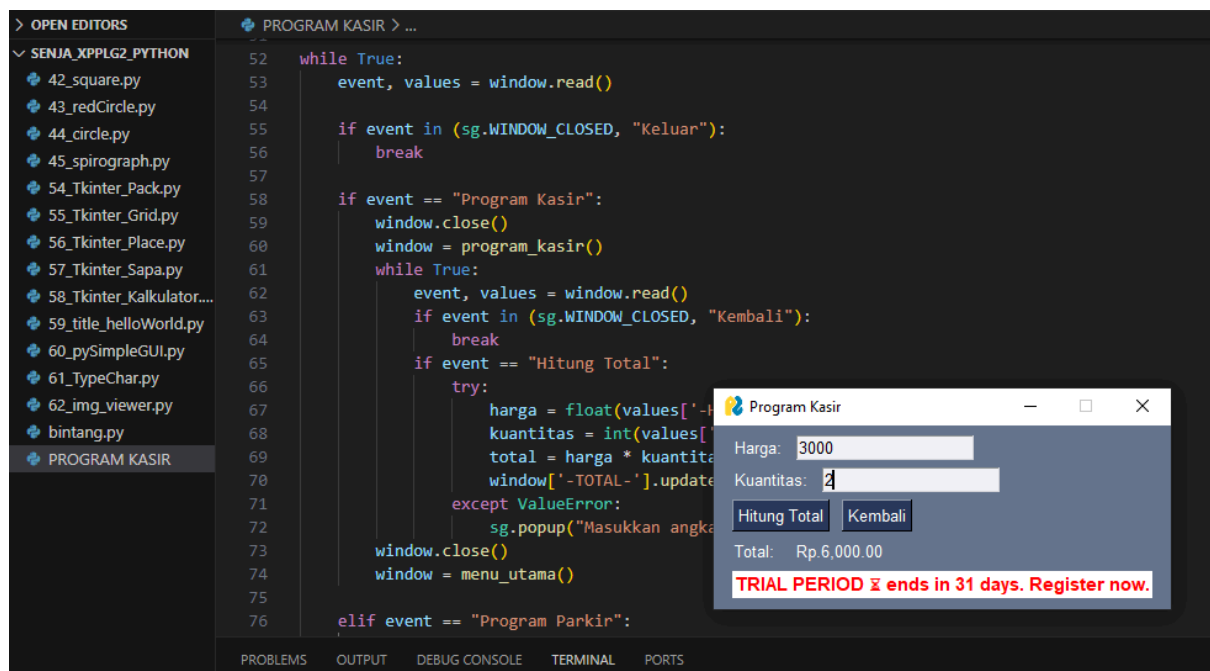 OPEN EDITORS
SENJA_XPPLG2_PYTHON
42_square.py
43_redCircle.py
44_circle.py
45_spirograph.py
54_Tkinter_Pack.py
55_Tkinter_Grid.py
56_Tkinter_Place.py
57_Tkinter_Sapa.py
58_Tkinter_Kalkulator....
59_title_helloWorld.py
60_pySimpleGUI.py
61_TypeChar.py
62_img_viewer.py
bintang.py
PROGRAM KASIR
PROGRAM KASIR > ...
52 while True:
53 event, values = window.read()
54
55 if event in (sg.WINDOW_CLOSED, "Keluar"):
56 break
57
58 if event == "Program Kasir":
59 window.close()
60 window = program_kasir()
61 while True:
62 event, values = window.read()
63 if event in (sg.WINDOW_CLOSED, "Kembali"):
64 break
65 if event == "Hitung Total":
66 try:
67 harga = float(values['-H
68 kuantitas = int(values['
69 total = harga * kuantita
70 window['-TOTAL-'].update
71 except ValueError:
72 sg.popup("Masukkan angka
73 window.close()
74 window = menu_utama()
75
76 elif event == "Program Parkir":
Program Kasir
Harga: 3000
Kuantitas: 2
Hitung Total Kembali
Total: Rp.6,000.00
TRIAL PERIOD ⏳ ends in 31 days. Register now.
PROBLEMS OUTPUT DEBUG CONSOLE TERMINAL PORTS